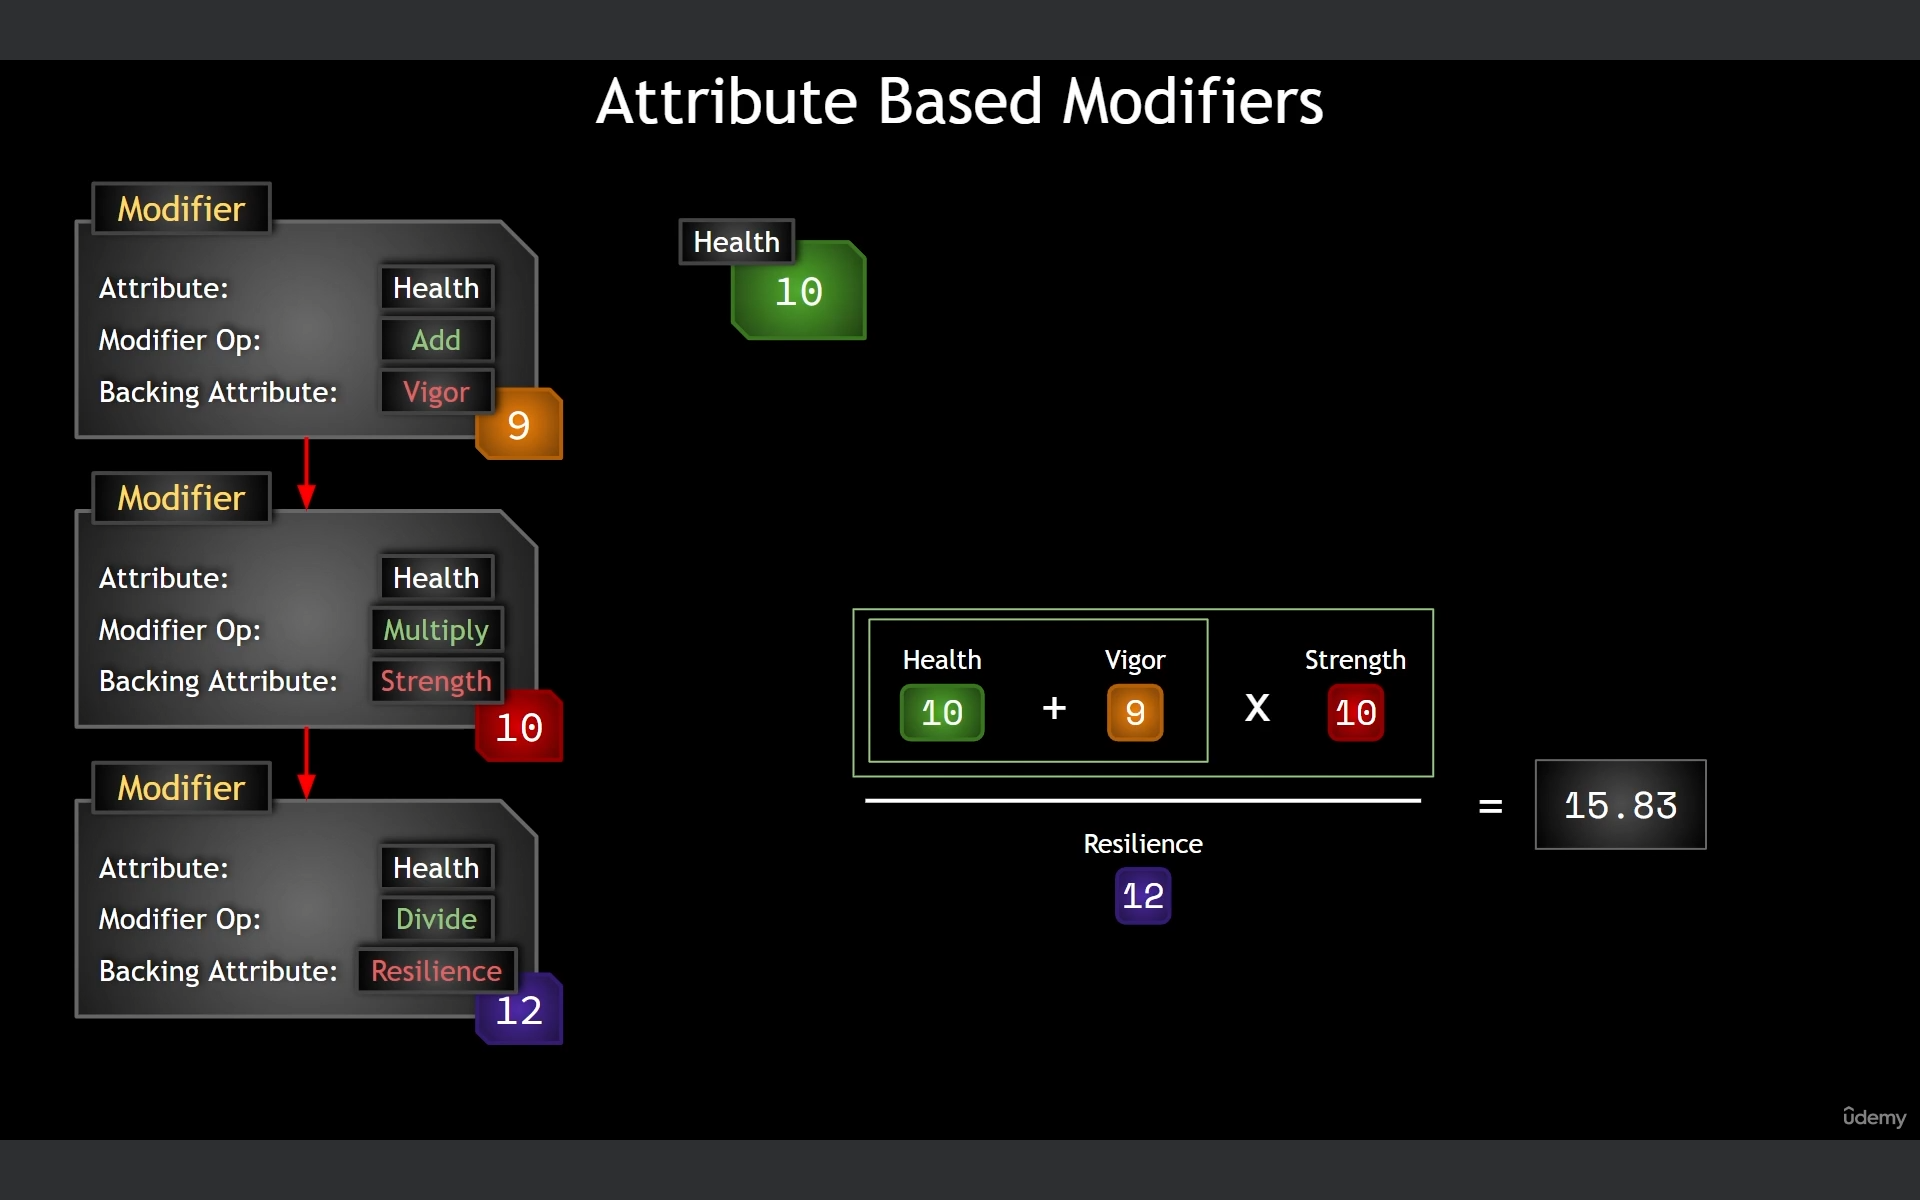 Attribute Based Modifiers
Modifier
Attribute: Health
Modifier Op: Add
Backing Attribute: Vigor
9
Modifier
Attribute: Health
Modifier Op: Multiply
Backing Attribute: Strength
10
Modifier
Attribute: Health
Modifier Op: Divide
Backing Attribute: Resilience
12
Health
10
Health Vigor Strength
10 + 9 X 10
= 15.83
Resilience
12
ûdemy